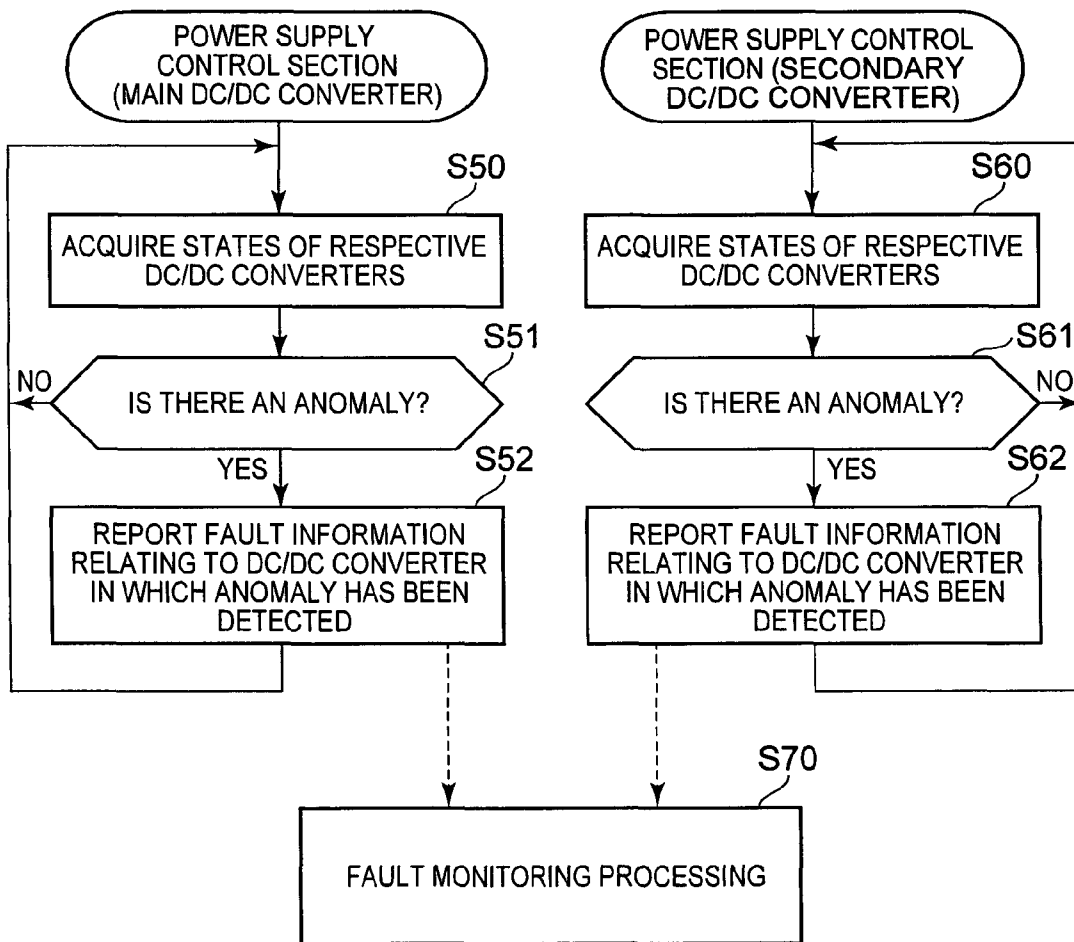 POWER SUPPLY
CONTROL SECTION
(MAIN DC/DC CONVERTER)
S50
ACQUIRE STATES OF RESPECTIVE
DC/DC CONVERTERS
S51
NO
IS THERE AN ANOMALY?
YES
S52
REPORT FAULT INFORMATION
RELATING TO DC/DC CONVERTER
IN WHICH ANOMALY HAS BEEN
DETECTED
POWER SUPPLY CONTROL
SECTION (SECONDARY
DC/DC CONVERTER)
S60
ACQUIRE STATES OF RESPECTIVE
DC/DC CONVERTERS
S61
IS THERE AN ANOMALY?
NO
YES
S62
REPORT FAULT INFORMATION
RELATING TO DC/DC CONVERTER
IN WHICH ANOMALY HAS BEEN
DETECTED
S70
FAULT MONITORING PROCESSING